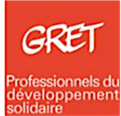 GRET
Professionnels du
développement
solidaire